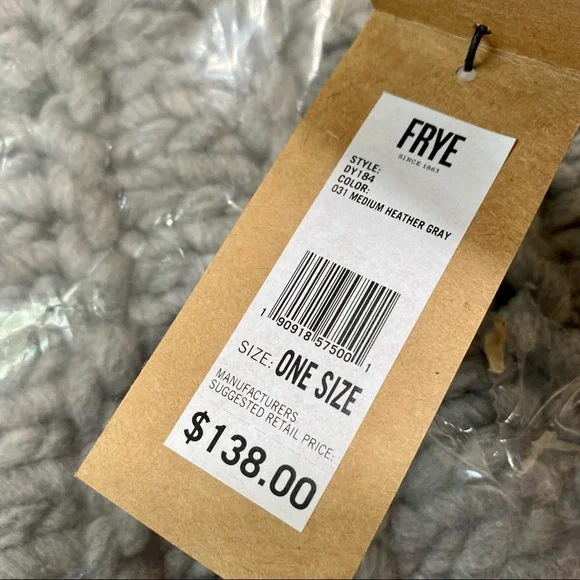 FRYE
SINCE 1863
STYLE:
DY184
COLOR:
031 MEDIUM HEATHER GRAY
1 90918 57500 1
SIZE: ONE SIZE
MANUFACTURERS
SUGGESTED RETAIL PRICE:
$138.00